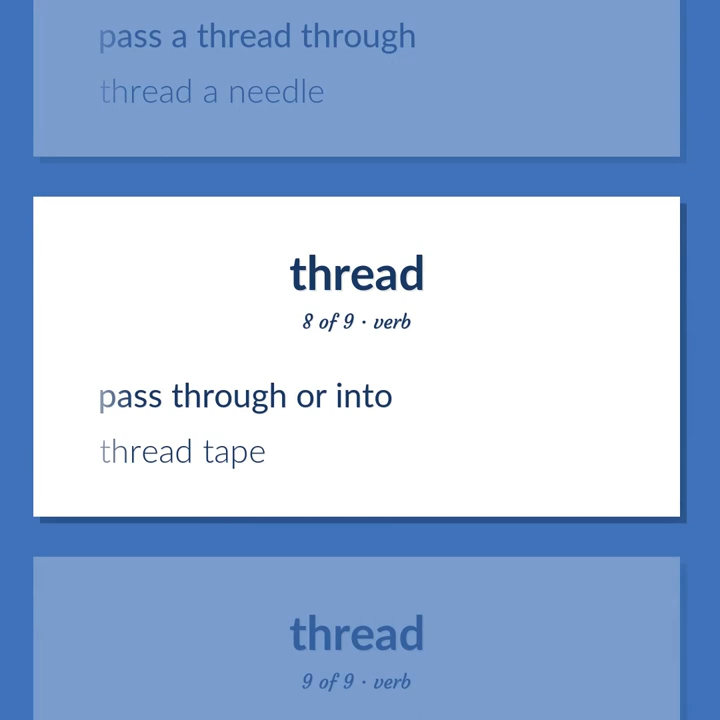 pass a thread through
thread a needle
thread
8 of 9 · verb
pass through or into
thread tape
thread
9 of 9 · verb